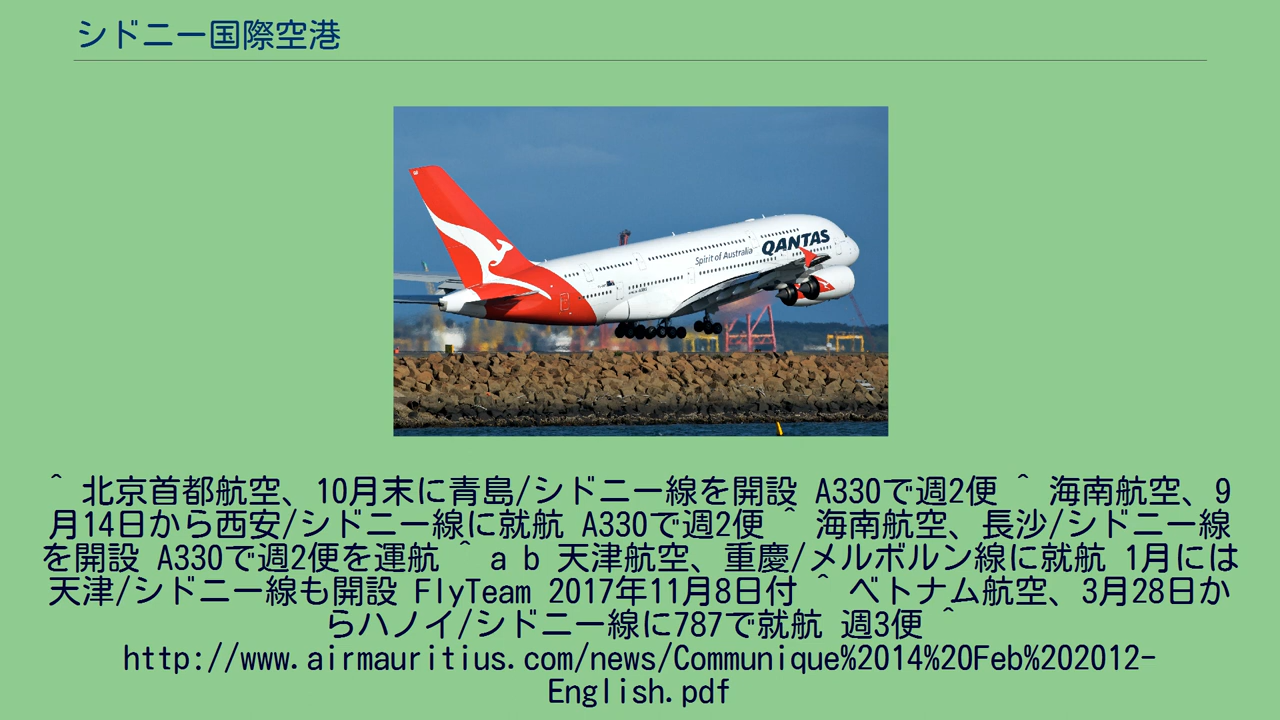 シドニー国際空港
Spirit of Australia
QANTAS
^ 北京首都航空、10月末に青島/シドニー線を開設 A330で週2便 ^ 海南航空、9
月14日から西安/シドニー線に就航 A330で週2便 ^ 海南航空、長沙/シドニー線
を開設 A330で週2便を運航 ^ a b 天津航空、重慶/メルボルン線に就航 1月には
天津/シドニー線も開設 FlyTeam 2017年11月8日付 ^ ベトナム航空、3月28日か
らハノイ/シドニー線に787で就航 週3便 ^
http://www.airmauritius.com/news/Communique%2014%20Feb%202012-
English.pdf